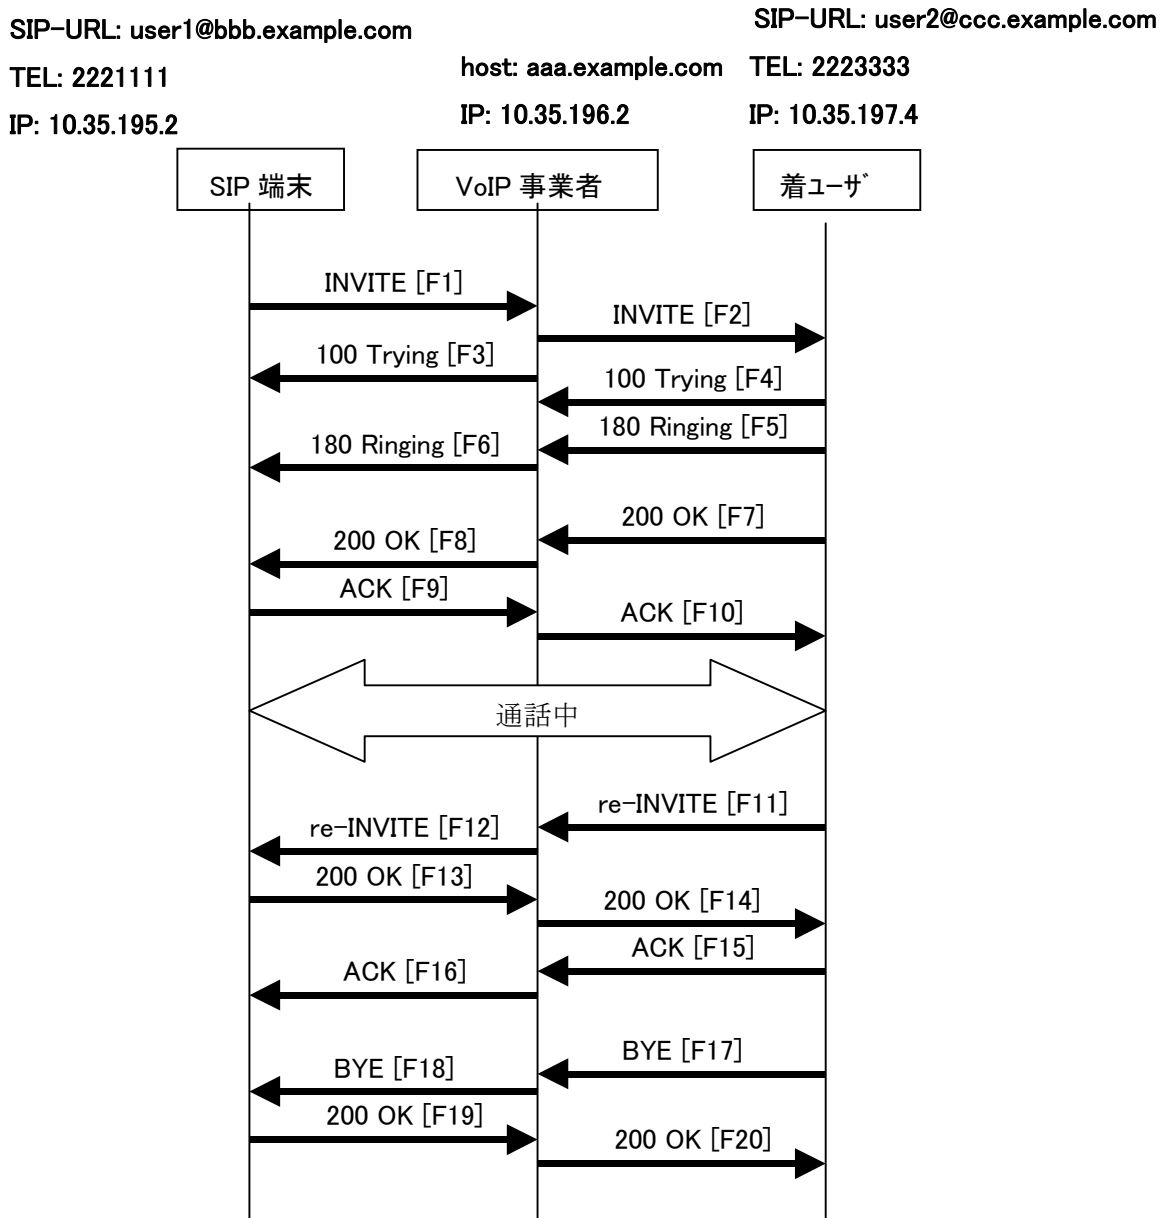 SIP-URL: user1@bbb.example.com
TEL: 2221111
IP: 10.35.195.2
host: aaa.example.com
IP: 10.35.196.2
SIP-URL: user2@ccc.example.com
TEL: 2223333
IP: 10.35.197.4
SIP 端末
VoIP 事業者
着ﾕｰｻﾞ
INVITE [F1]
INVITE [F2]
100 Trying [F3]
100 Trying [F4]
180 Ringing [F5]
180 Ringing [F6]
200 OK [F7]
200 OK [F8]
ACK [F9]
ACK [F10]
通話中
re-INVITE [F11]
re-INVITE [F12]
200 OK [F13]
200 OK [F14]
ACK [F15]
ACK [F16]
BYE [F17]
BYE [F18]
200 OK [F19]
200 OK [F20]